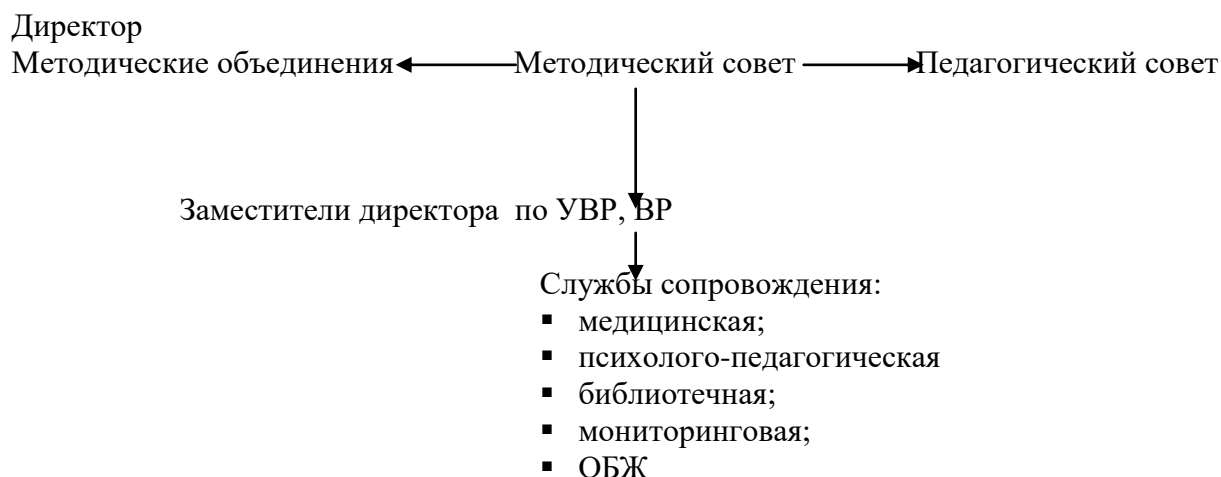 Директор
Методические объединения Методический совет Педагогический совет
Заместители директора по УВР, ВР
Службы сопровождения:
▪ медицинская;
▪ психолого-педагогическая
▪ библиотечная;
▪ мониторинговая;
▪ ОБЖ